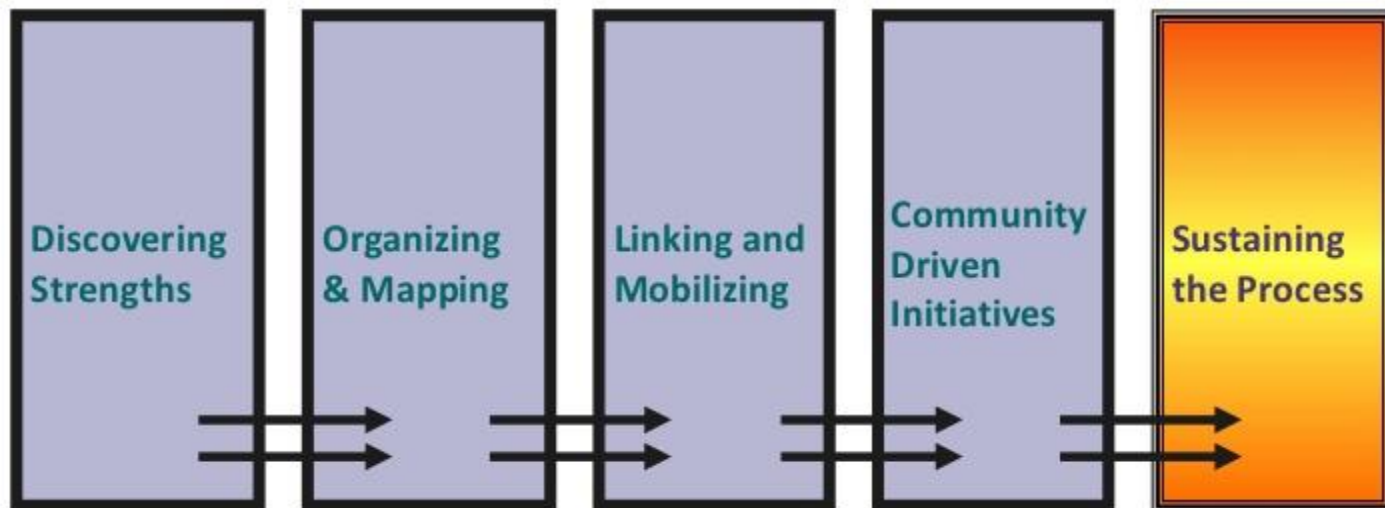 Discovering
Strengths
Organizing
& Mapping
Linking and
Mobilizing
Community
Driven
Initiatives
Sustaining
the Process